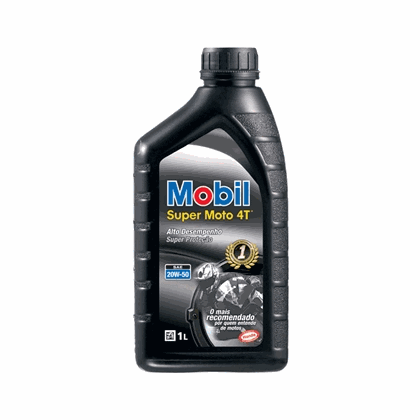 Mobil
Super Moto 4T
Alto Desempenho
Super Proteção
1
SAE
20W-50
O mais
recomendado
por quem entende
de motos
1L